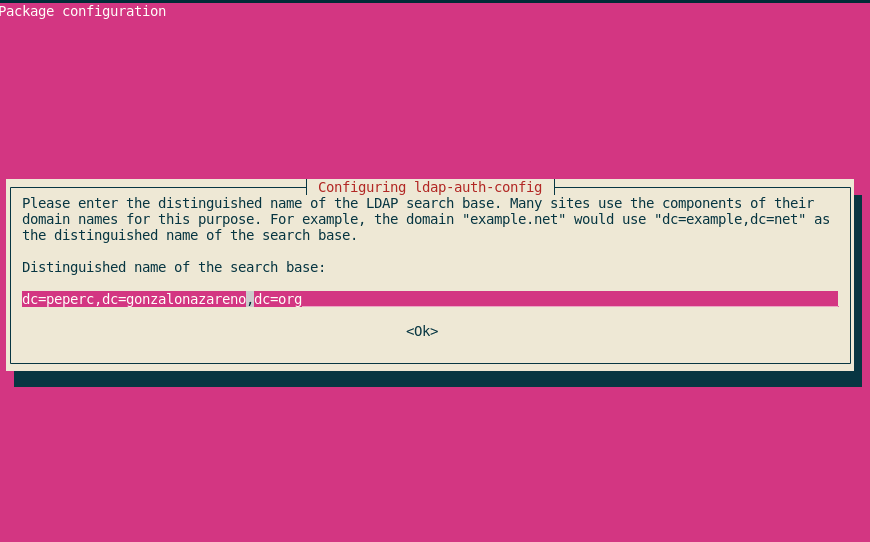 Package configuration
Configuring ldap-auth-config
Please enter the distinguished name of the LDAP search base. Many sites use the components of their
domain names for this purpose. For example, the domain "example.net" would use "dc=example,dc=net" as
the distinguished name of the search base.
Distinguished name of the search base:
dc=peperc,dc=gonzalonazareno,dc=org
<Ok>